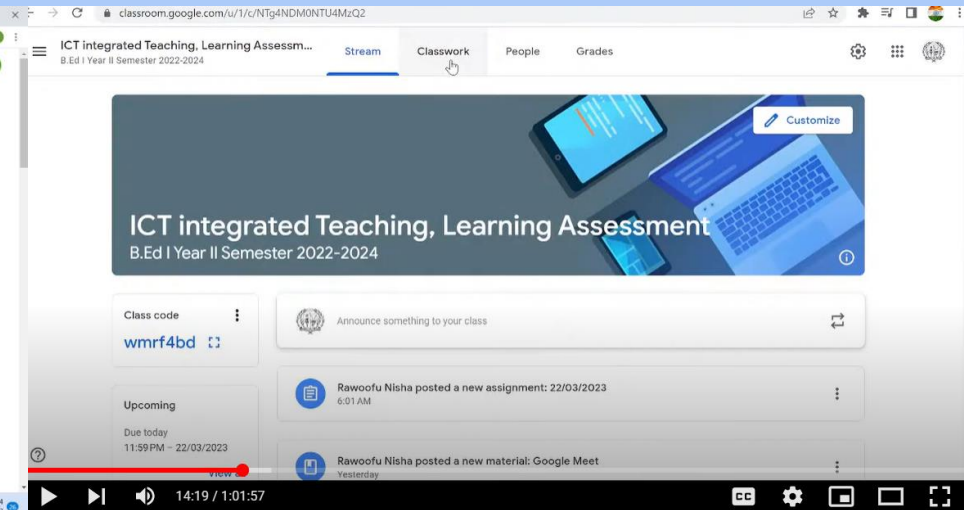 classroom.google.com/u/1/c/NTg4NDM0NTU4MzQ2
ICT integrated Teaching, Learning Assessm...
B.Ed I Year II Semester 2022-2024
Stream
Classwork
People
Grades
Customize
ICT integrated Teaching, Learning Assessment
B.Ed I Year II Semester 2022-2024
Class code
wmrf4bd
Announce something to your class
Upcoming
Due today
11:59 PM – 22/03/2023
View a
Rawoofu Nisha posted a new assignment: 22/03/2023
6:01 AM
Rawoofu Nisha posted a new material: Google Meet
Yesterday
14:19 / 1:01:57
CC